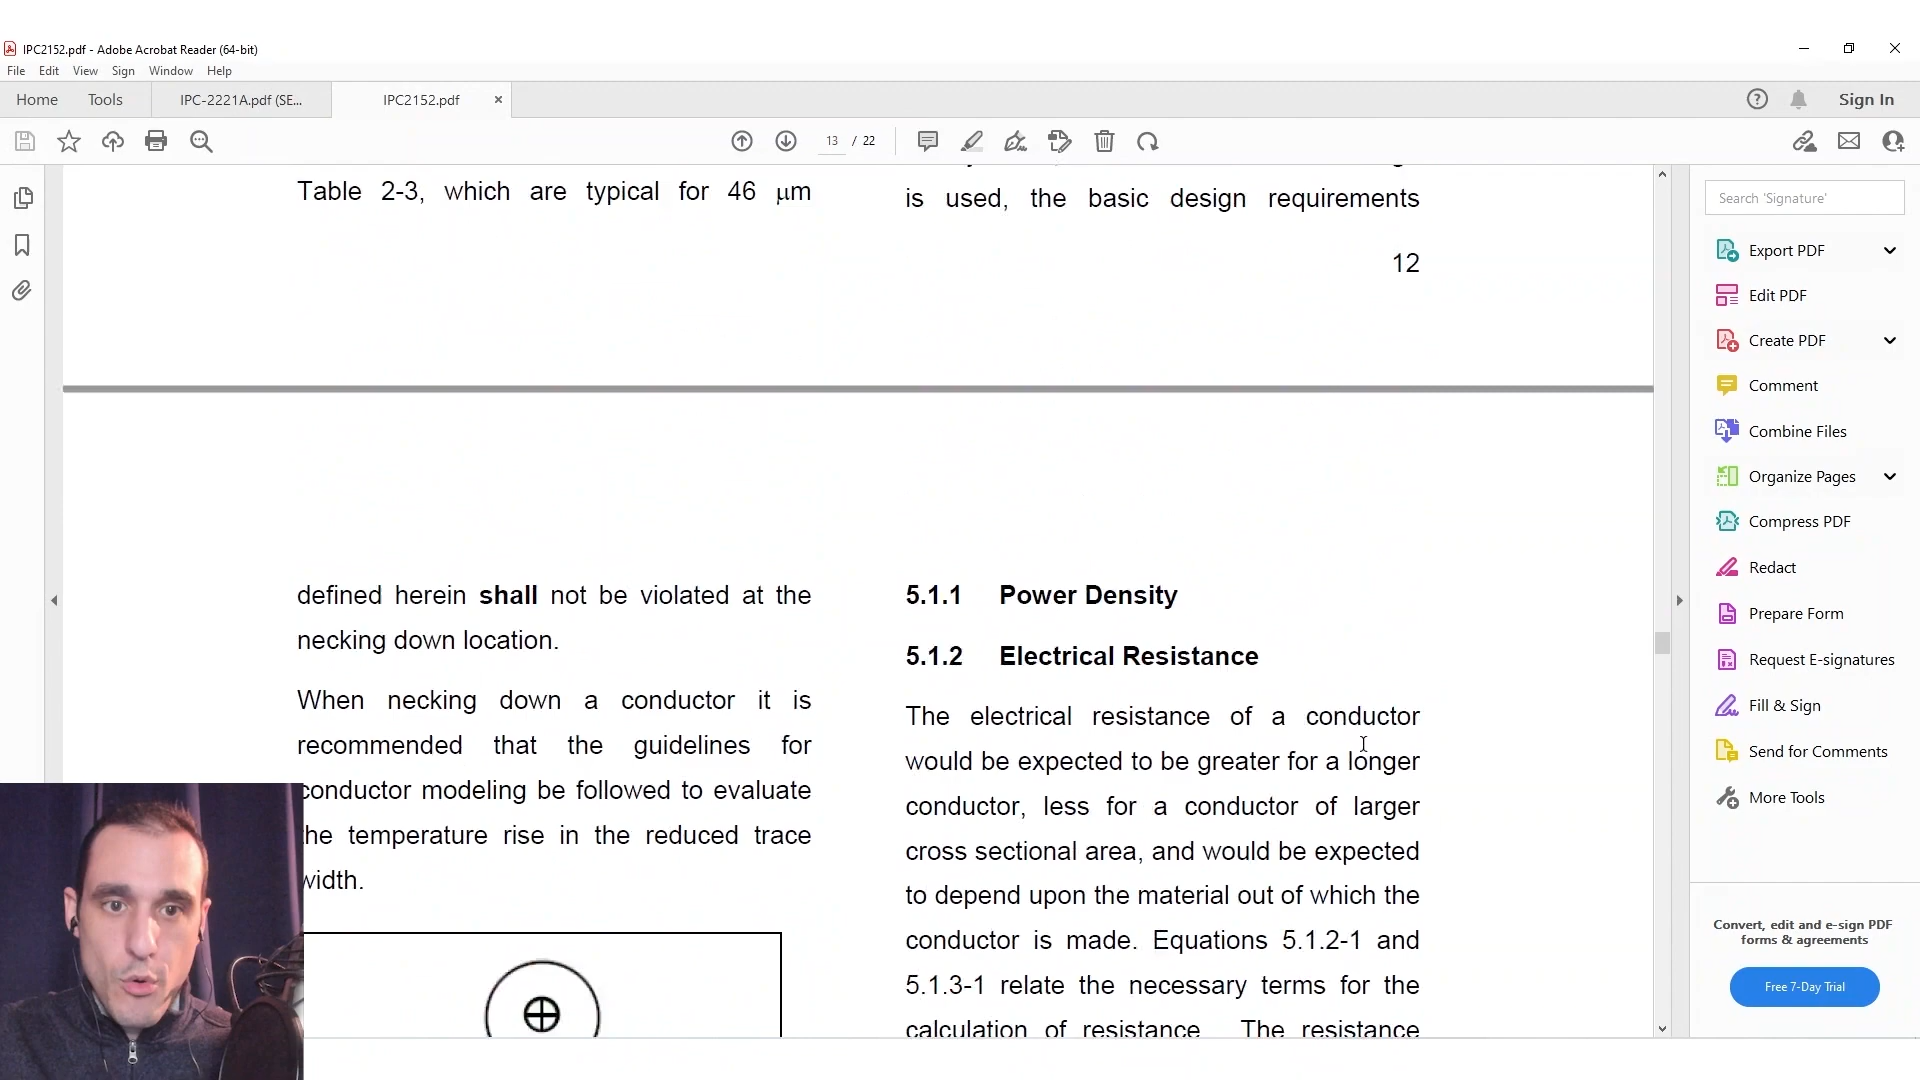 IPC2152.pdf - Adobe Acrobat Reader (64-bit)
File Edit View Sign Window Help
Home Tools IPC-2221A.pdf (SE... IPC2152.pdf Sign In
13 / 22
Table 2-3, which are typical for 46 μm
is used, the basic design requirements
12
defined herein shall not be violated at the
necking down location.
When necking down a conductor it is
recommended that the guidelines for
conductor modeling be followed to evaluate
the temperature rise in the reduced trace
width.
5.1.1 Power Density
5.1.2 Electrical Resistance
The electrical resistance of a conductor
would be expected to be greater for a longer
conductor, less for a conductor of larger
cross sectional area, and would be expected
to depend upon the material out of which the
conductor is made. Equations 5.1.2-1 and
5.1.3-1 relate the necessary terms for the
calculation of resistance. The resistance
Search 'Signature'
Export PDF
Edit PDF
Create PDF
Comment
Combine Files
Organize Pages
Compress PDF
Redact
Prepare Form
Request E-signatures
Fill & Sign
Send for Comments
More Tools
Convert, edit and e-sign PDF
forms & agreements
Free 7-Day Trial